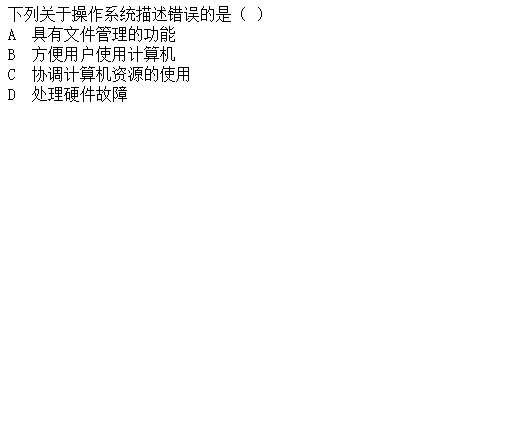 下列关于操作系统描述错误的是（ ）
A  具有文件管理的功能
B  方便用户使用计算机
C  协调计算机资源的使用
D  处理硬件故障